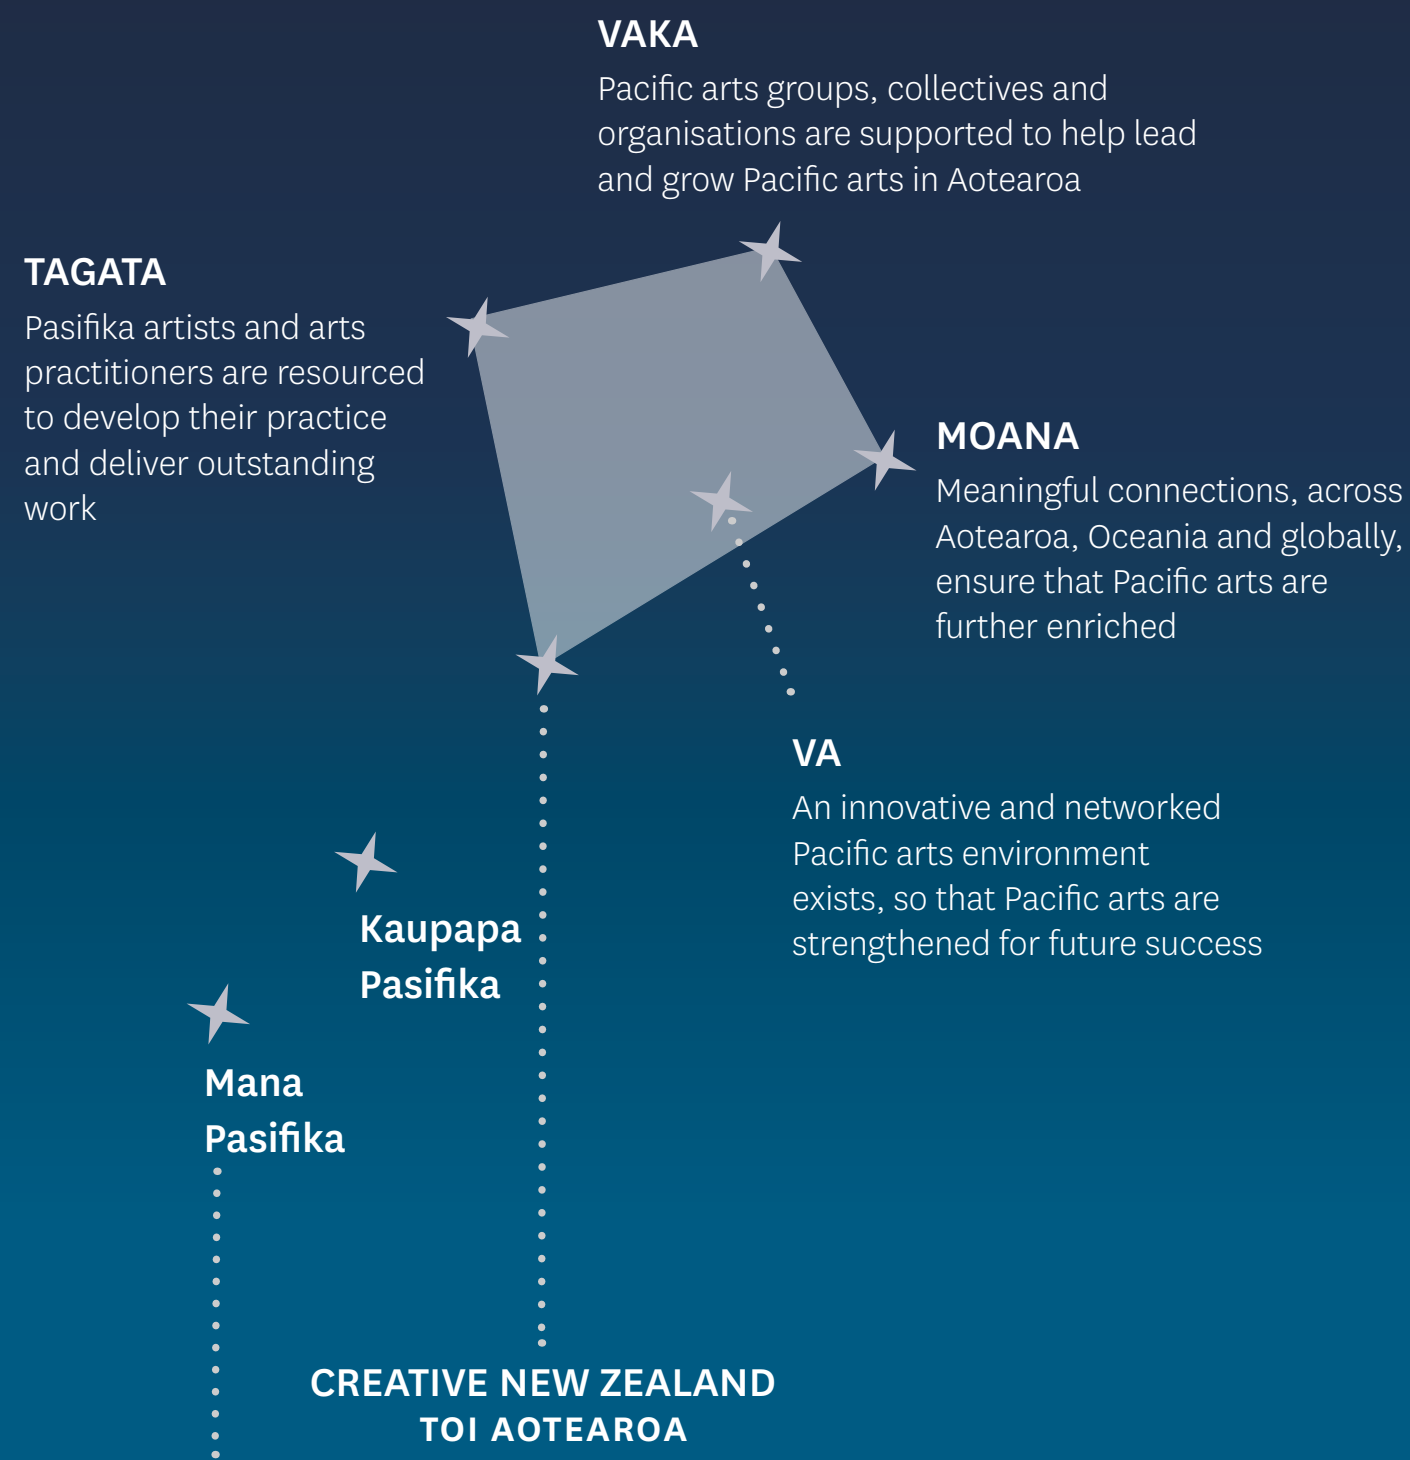 VAKA
Pacific arts groups, collectives and
organisations are supported to help lead
and grow Pacific arts in Aotearoa
TAGATA
Pasifika artists and arts
practitioners are resourced
to develop their practice
and deliver outstanding
work
MOANA
Meaningful connections, across
Aotearoa, Oceania and globally,
ensure that Pacific arts are
further enriched
VA
An innovative and networked
Pacific arts environment
exists, so that Pacific arts are
strengthened for future success
Kaupapa
Pasifika
Mana
Pasifika
CREATIVE NEW ZEALAND
TOI AOTEAROA